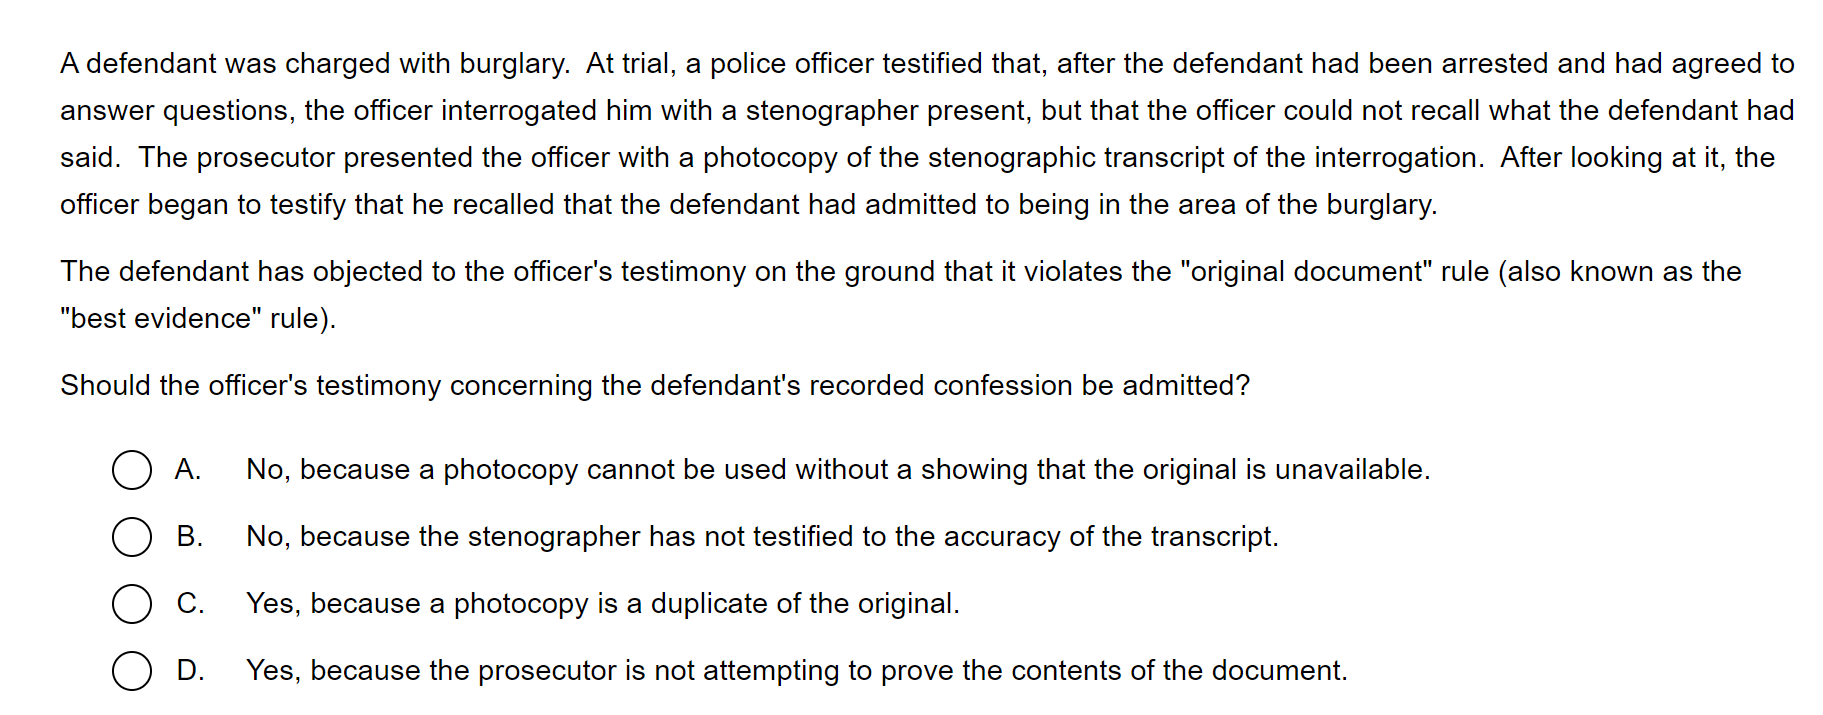 A defendant was charged with burglary.  At trial, a police officer testified that, after the defendant had been arrested and had agreed to
answer questions, the officer interrogated him with a stenographer present, but that the officer could not recall what the defendant had
said.  The prosecutor presented the officer with a photocopy of the stenographic transcript of the interrogation.  After looking at it, the
officer began to testify that he recalled that the defendant had admitted to being in the area of the burglary.
The defendant has objected to the officer's testimony on the ground that it violates the "original document" rule (also known as the
"best evidence" rule).
Should the officer's testimony concerning the defendant's recorded confession be admitted?
A. No, because a photocopy cannot be used without a showing that the original is unavailable.
B. No, because the stenographer has not testified to the accuracy of the transcript.
C. Yes, because a photocopy is a duplicate of the original.
D. Yes, because the prosecutor is not attempting to prove the contents of the document.